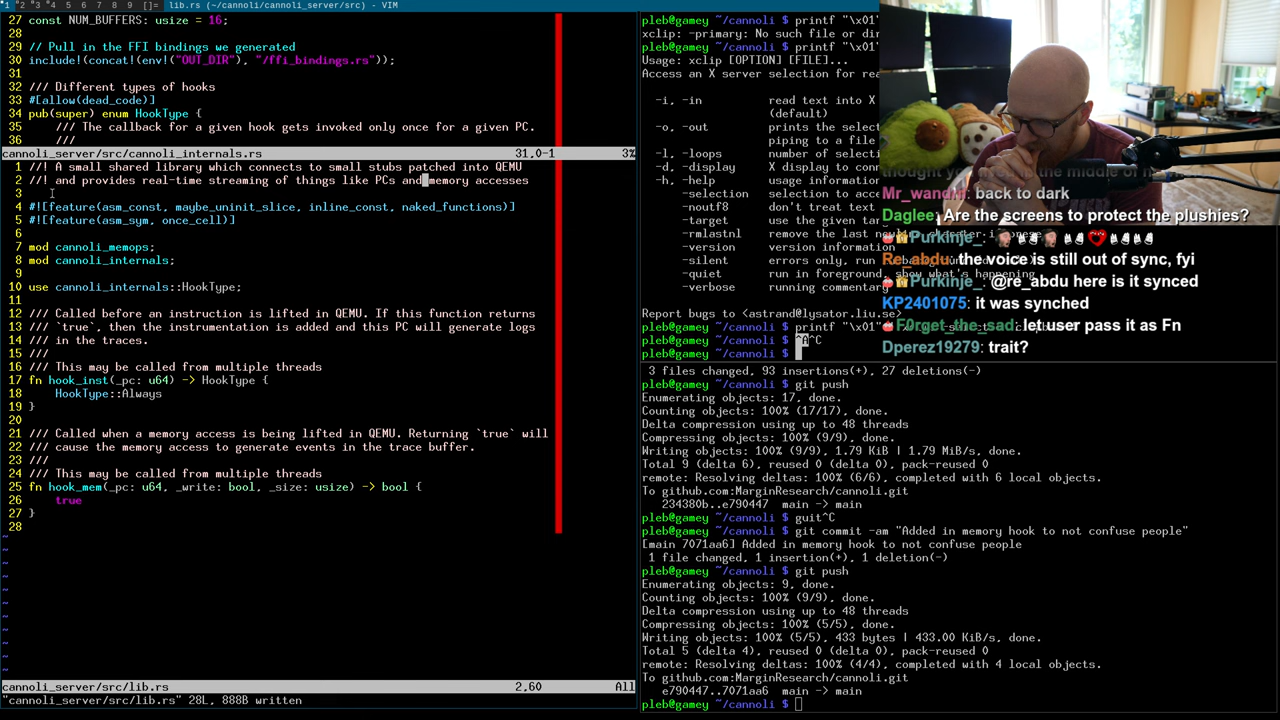 1 2 3 4 5 6 7 8 9 []= lib.rs (~/cannoli/cannoli_server/src) - VIM
27 const NUM_BUFFERS: usize = 16;
28
29 // Pull in the FFI bindings we generated
30 include!(concat!(env!("OUT_DIR"), "/ffi_bindings.rs"));
31
32 /// Different types of hooks
33 #[allow(dead_code)]
34 pub(super) enum HookType {
35     /// The callback for a given hook gets invoked only once for a given PC.
36     ///
cannoli_server/src/cannoli_internals.rs 31,0-1 3%
1 //! A small shared library which connects to small stubs patched into QEMU
2 //! and provides real-time streaming of things like PCs and memory accesses
3
4 #![feature(asm_const, maybe_uninit_slice, inline_const, naked_functions)]
5 #![feature(asm_sym, once_cell)]
6
7 mod cannoli_memops;
8 mod cannoli_internals;
9
10 use cannoli_internals::HookType;
11
12 /// Called before an instruction is lifted in QEMU. If this function returns
13 /// `true`, then the instrumentation is added and this PC will generate logs
14 /// in the traces.
15 ///
16 /// This may be called from multiple threads
17 fn hook_inst(_pc: u64) -> HookType {
18     HookType::Always
19 }
20
21 /// Called when a memory access is being lifted in QEMU. Returning `true` will
22 /// cause the memory access to generate events in the trace buffer.
23 ///
24 /// This may be called from multiple threads
25 fn hook_mem(_pc: u64, _write: bool, _size: usize) -> bool {
26     true
27 }
28
~
~
~
~
~
~
~
~
~
~
~
cannoli_server/src/lib.rs 2,60 All
"cannoli_server/src/lib.rs" 28L, 888B written
pleb@gamey ~/cannoli $ printf "\x01"
xclip: -primary: No such file or dir
pleb@gamey ~/cannoli $ printf "\x01"
Usage: xclip [OPTION] [FILE]...
Access an X server selection for rea
-i, -in read text into X
(default)
-o, -out prints the select
piping to a file
-l, -loops number of selecti
-d, -display X display to con
-h, -help usage information
-selection selection to acce
-noutf8 don't treat text
-target use the given tar
-rmlastnl remove the last
-version version information
-silent errors only, run
-quiet run in foreground, show what's happening
-verbose running commentary
Report bugs to <astrand@lysator.liu.se>
pleb@gamey ~/cannoli $ printf "\x01"
pleb@gamey ~/cannoli $ ^A^C
pleb@gamey ~/cannoli $
Mr_wandn: back to dark
Daglee: Are the screens to protect the plushies?
Purkinje_:
Re_abdu: the voice is still out of sync, fyi
Purkinje_: @re_abdu here is it synced
KP2401075: it was synched
F0rget_the_sad: let user pass it as Fn
Dperez19279: trait?
3 files changed, 93 insertions(+), 27 deletions(-)
pleb@gamey ~/cannoli $ git push
Enumerating objects: 17, done.
Counting objects: 100% (17/17), done.
Delta compression using up to 48 threads
Compressing objects: 100% (9/9), done.
Writing objects: 100% (9/9), 1.79 KiB | 1.79 MiB/s, done.
Total 9 (delta 6), reused 0 (delta 0), pack-reused 0
remote: Resolving deltas: 100% (6/6), completed with 6 local objects.
To github.com:MarginResearch/cannoli.git
234380b..e790447 main -> main
pleb@gamey ~/cannoli $ guit^C
pleb@gamey ~/cannoli $ git commit -am "Added in memory hook to not confuse people"
[main 7071aa6] Added in memory hook to not confuse people
1 file changed, 1 insertion(+), 1 deletion(-)
pleb@gamey ~/cannoli $ git push
Enumerating objects: 9, done.
Counting objects: 100% (9/9), done.
Delta compression using up to 48 threads
Compressing objects: 100% (5/5), done.
Writing objects: 100% (5/5), 433 bytes | 433.00 KiB/s, done.
Total 5 (delta 4), reused 0 (delta 0), pack-reused 0
remote: Resolving deltas: 100% (4/4), completed with 4 local objects.
To github.com:MarginResearch/cannoli.git
e790447..7071aa6 main -> main
pleb@gamey ~/cannoli $